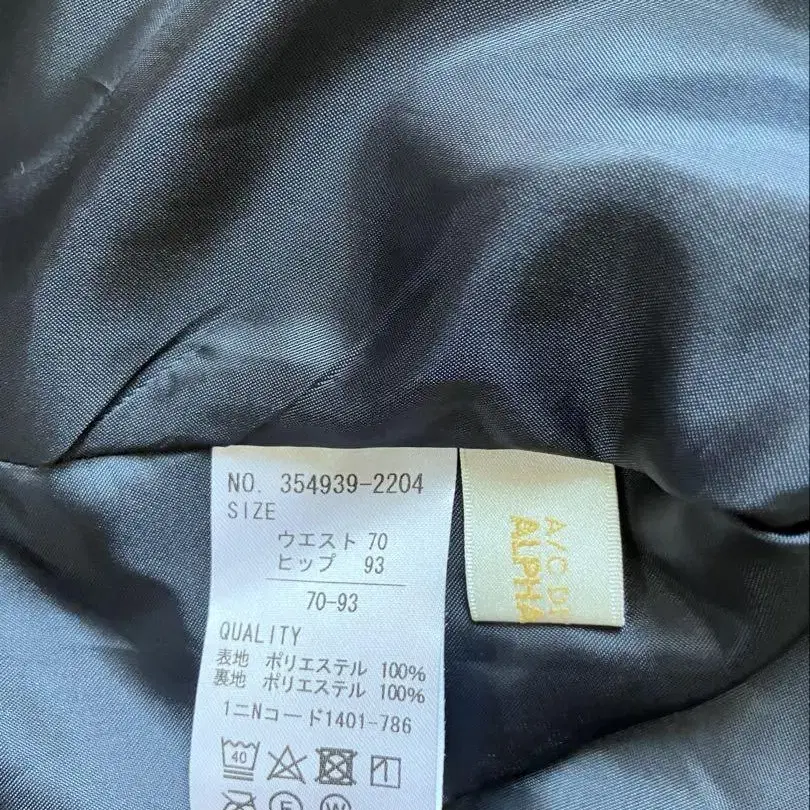 NO. 354939-2204
SIZE
ウエスト 70
ヒップ 93
70-93
QUALITY
表地 ポリエステル 100%
裏地 ポリエステル 100%
1ニNコード1401-786
40
A/C
ALPHA